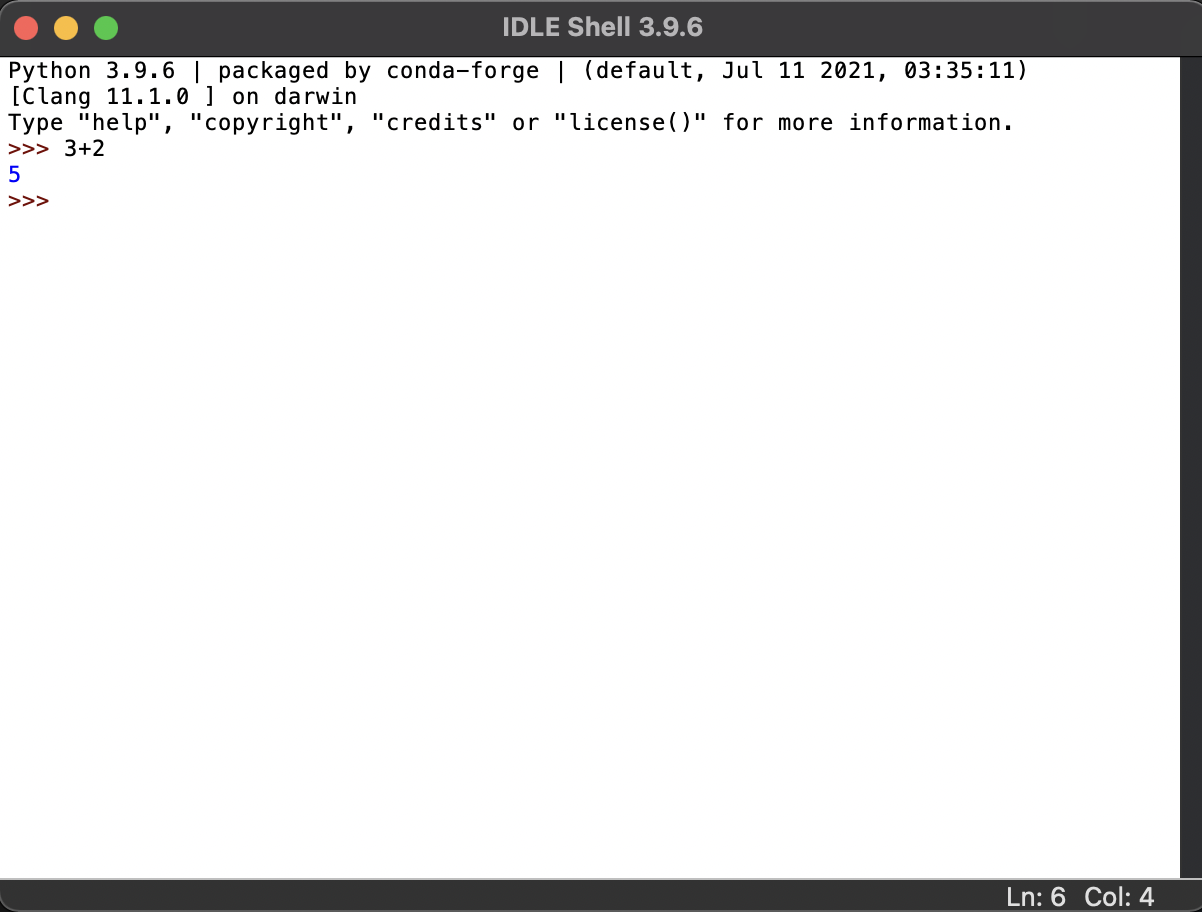 IDLE Shell 3.9.6
Python 3.9.6 | packaged by conda-forge | (default, Jul 11 2021, 03:35:11)
[Clang 11.1.0 ] on darwin
Type "help", "copyright", "credits" or "license()" for more information.
>>> 3+2
5
>>>
Ln: 6 Col: 4